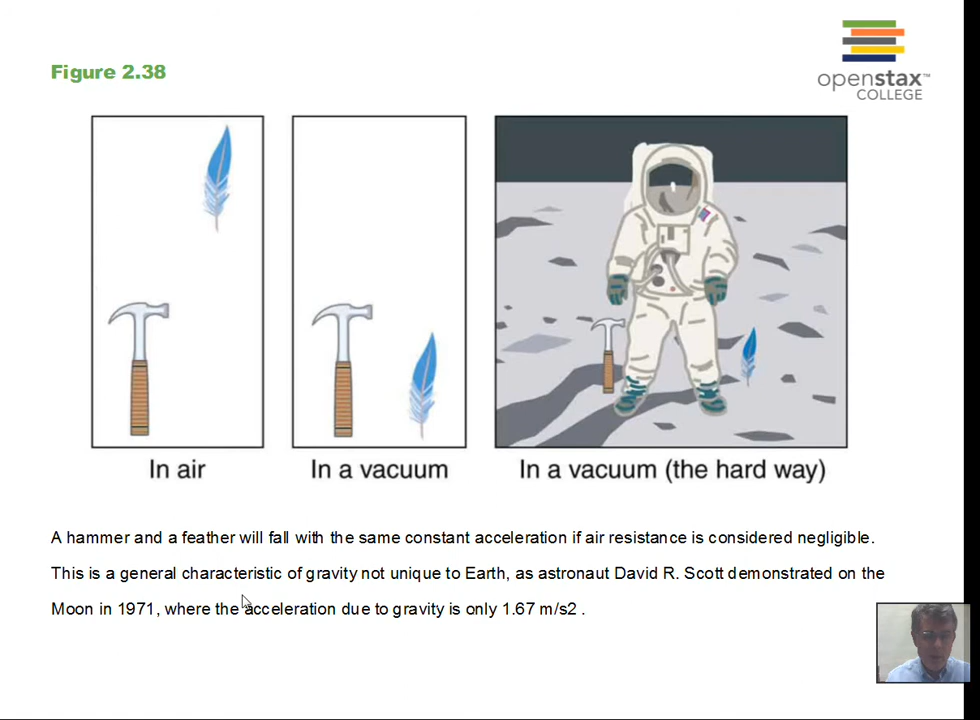 Figure 2.38
openstax™
COLLEGE
In air
In a vacuum
In a vacuum (the hard way)
A hammer and a feather will fall with the same constant acceleration if air resistance is considered negligible.
This is a general characteristic of gravity not unique to Earth, as astronaut David R. Scott demonstrated on the
Moon in 1971, where the acceleration due to gravity is only 1.67 m/s2 .